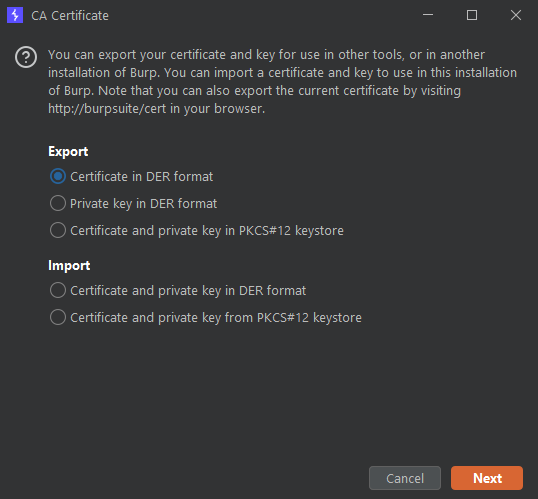 CA Certificate
You can export your certificate and key for use in other tools, or in another
installation of Burp. You can import a certificate and key to use in this installation
of Burp. Note that you can also export the current certificate by visiting
http://burpsuite/cert in your browser.
Export
Certificate in DER format
Private key in DER format
Certificate and private key in PKCS#12 keystore
Import
Certificate and private key in DER format
Certificate and private key from PKCS#12 keystore
Cancel
Next